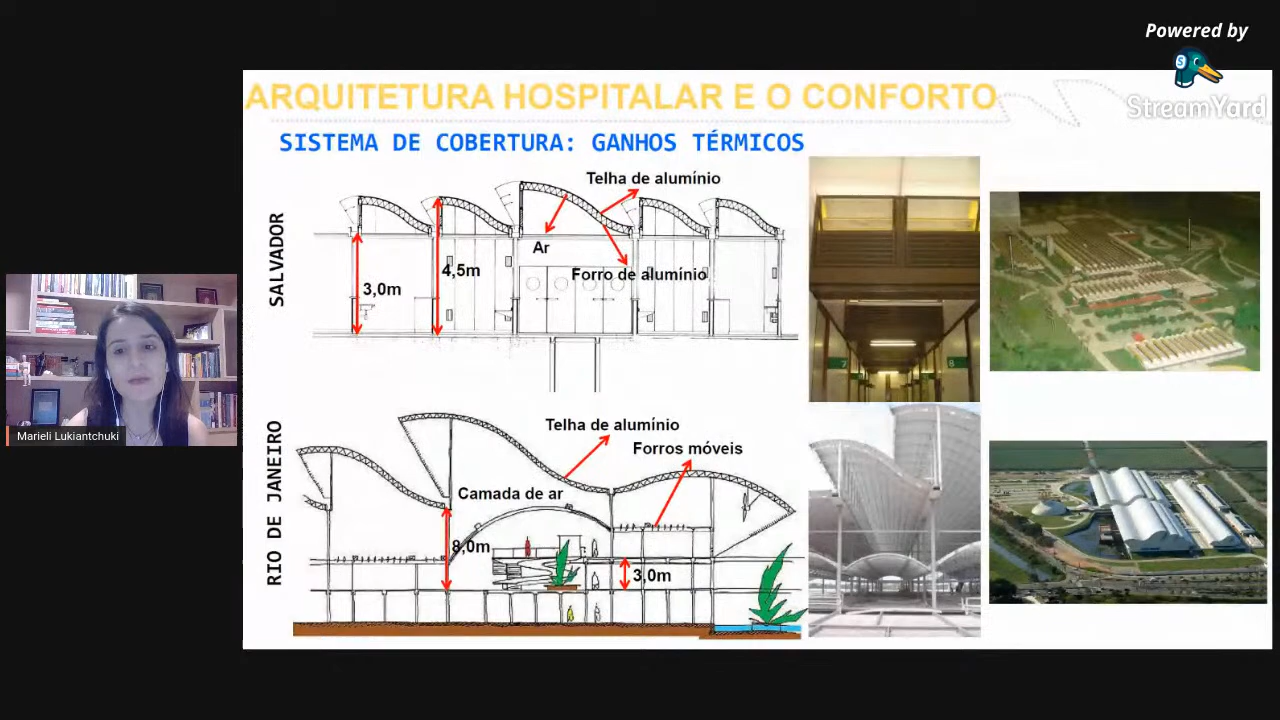 Powered by
StreamYard
ARQUITETURA HOSPITALAR E O CONFORTO
SISTEMA DE COBERTURA: GANHOS TÉRMICOS
SALVADOR
Telha de alumínio
Ar
4,5m
Forro de alumínio
3,0m
7
8
Marieli Lukiantchuki
RIO DE JANEIRO
Telha de alumínio
Forros móveis
Camada de ar
8,0m
3,0m